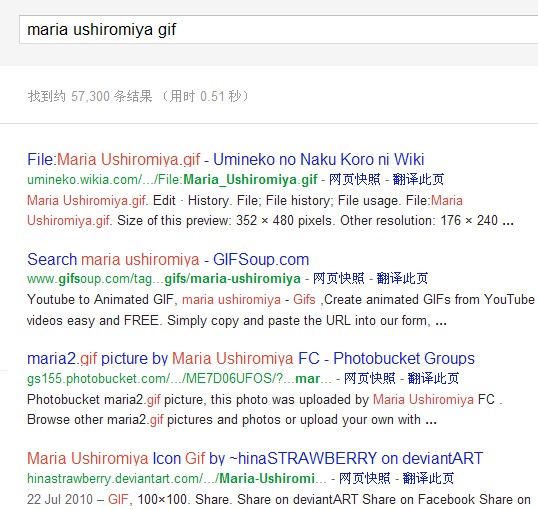 maria ushiromiya gif
找到约 57,300 条结果 （用时 0.51 秒）
File:Maria Ushiromiya.gif - Umineko no Naku Koro ni Wiki
umineko.wikia.com/.../File:Maria_Ushiromiya.gif - 网页快照 - 翻译此页
Maria Ushiromiya.gif. Edit · History. File; File history; File usage. File:Maria
Ushiromiya.gif. Size of this preview: 352 × 480 pixels. Other resolution: 176 × 240 ...
Search maria ushiromiya - GIFSoup.com
www.gifsoup.com/tag...gifs/maria-ushiromiya - 网页快照 - 翻译此页
Youtube to Animated GIF, maria ushiromiya - Gifs ,Create animated GIFs from YouTube
videos easy and FREE. Simply copy and paste the URL into our form, ...
maria2.gif picture by Maria Ushiromiya FC - Photobucket Groups
gs155.photobucket.com/.../ME7D06UFOS/?...mar... - 网页快照 - 翻译此页
Photobucket maria2.gif picture, this photo was uploaded by Maria Ushiromiya FC .
Browse other maria2.gif pictures and photos or upload your own with ...
Maria Ushiromiya Icon Gif by ~hinaSTRAWBERRY on deviantART
hinastrawberry.deviantart.com/.../Maria-Ushiromi... - 网页快照 - 翻译此页
22 Jul 2010 – GIF, 100×100. Share. Share on deviantART Share on Facebook Share on